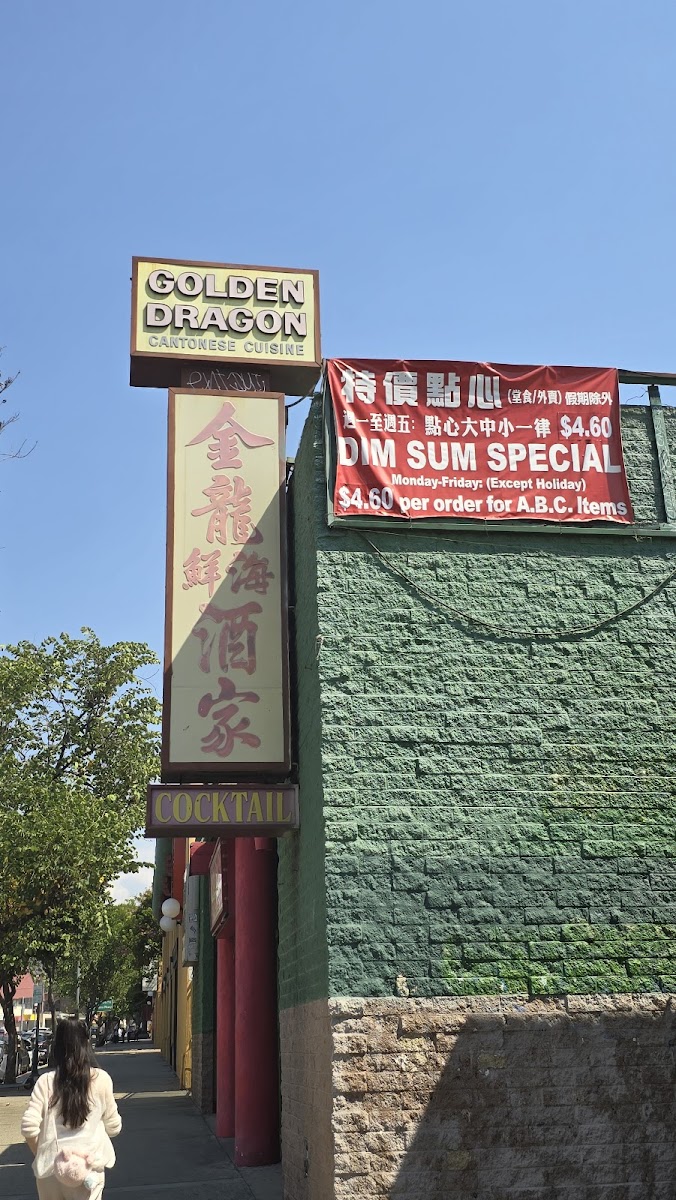 GOLDEN
DRAGON
CANTONESE CUISINE
金龍
海鮮
酒家
COCKTAIL
特價點心 (堂食/外賣) 假期除外
週一至週五: 點心大中小一律 $4.60
DIM SUM SPECIAL
Monday-Friday: (Except Holiday)
$4.60 per order for A.B.C. Items